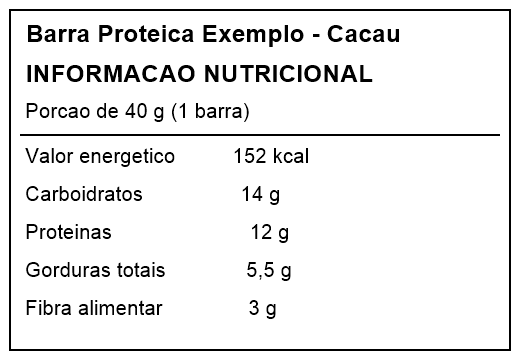 Barra Proteica Exemplo - Cacau
INFORMACAO NUTRICIONAL
Porcao de 40 g (1 barra)
Valor energetico 152 kcal
Carboidratos 14 g
Proteinas 12 g
Gorduras totais 5,5 g
Fibra alimentar 3 g